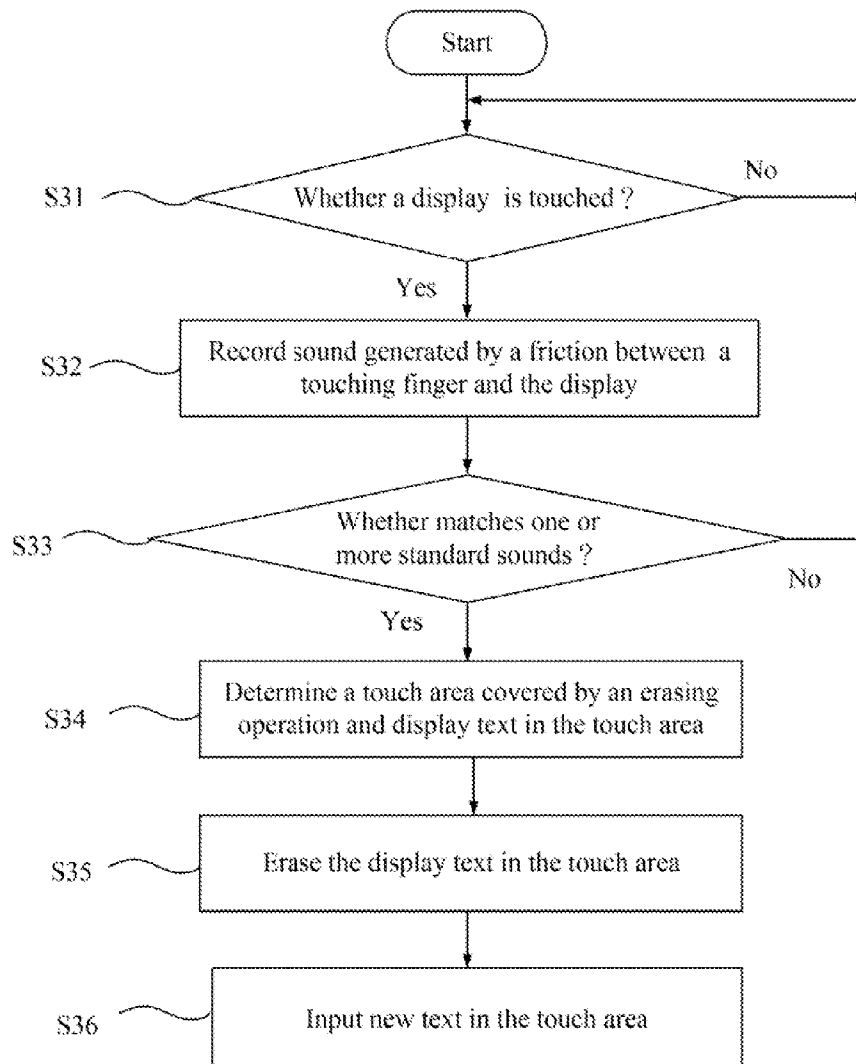 Start
S31
Whether a display is touched ?
No
Yes
S32
Record sound generated by a friction between a
touching finger and the display
S33
Whether matches one or
more standard sounds ?
No
Yes
S34
Determine a touch area covered by an erasing
operation and display text in the touch area
S35
Erase the display text in the touch area
S36
Input new text in the touch area